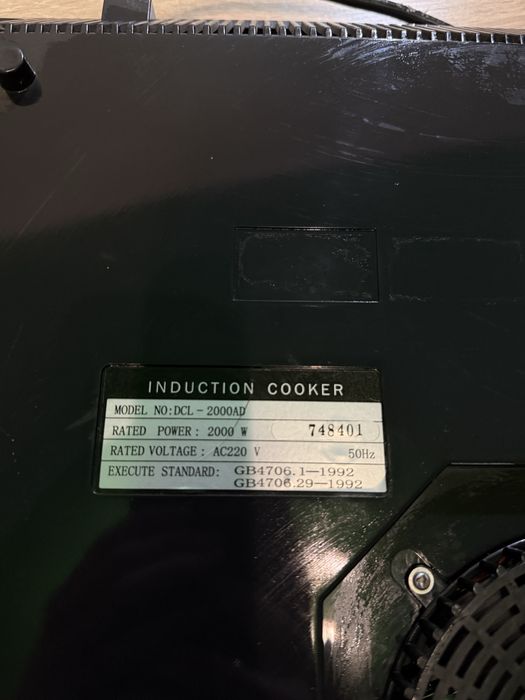 INDUCTION COOKER
MODEL NO:DCL-2000AD
RATED POWER: 2000 W 748401
RATED VOLTAGE: AC220 V 50Hz
EXECUTE STANDARD: GB4706.1—1992
GB4706.29—1992